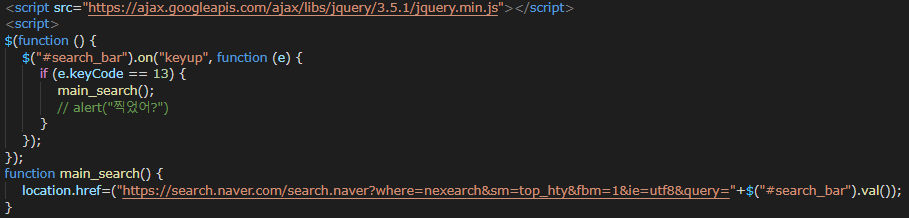 <script src="https://ajax.googleapis.com/ajax/libs/jquery/3.5.1/jquery.min.js"></script>
<script>
$(function () {
$("#search_bar").on("keyup", function (e) {
if (e.keyCode == 13) {
main_search();
// alert("찍었어?")
}
});
});
function main_search() {
location.href=("https://search.naver.com/search.naver?where=nexearch&sm=top_hty&fbm=1&ie=utf8&query="+$("#search_bar").val());
}